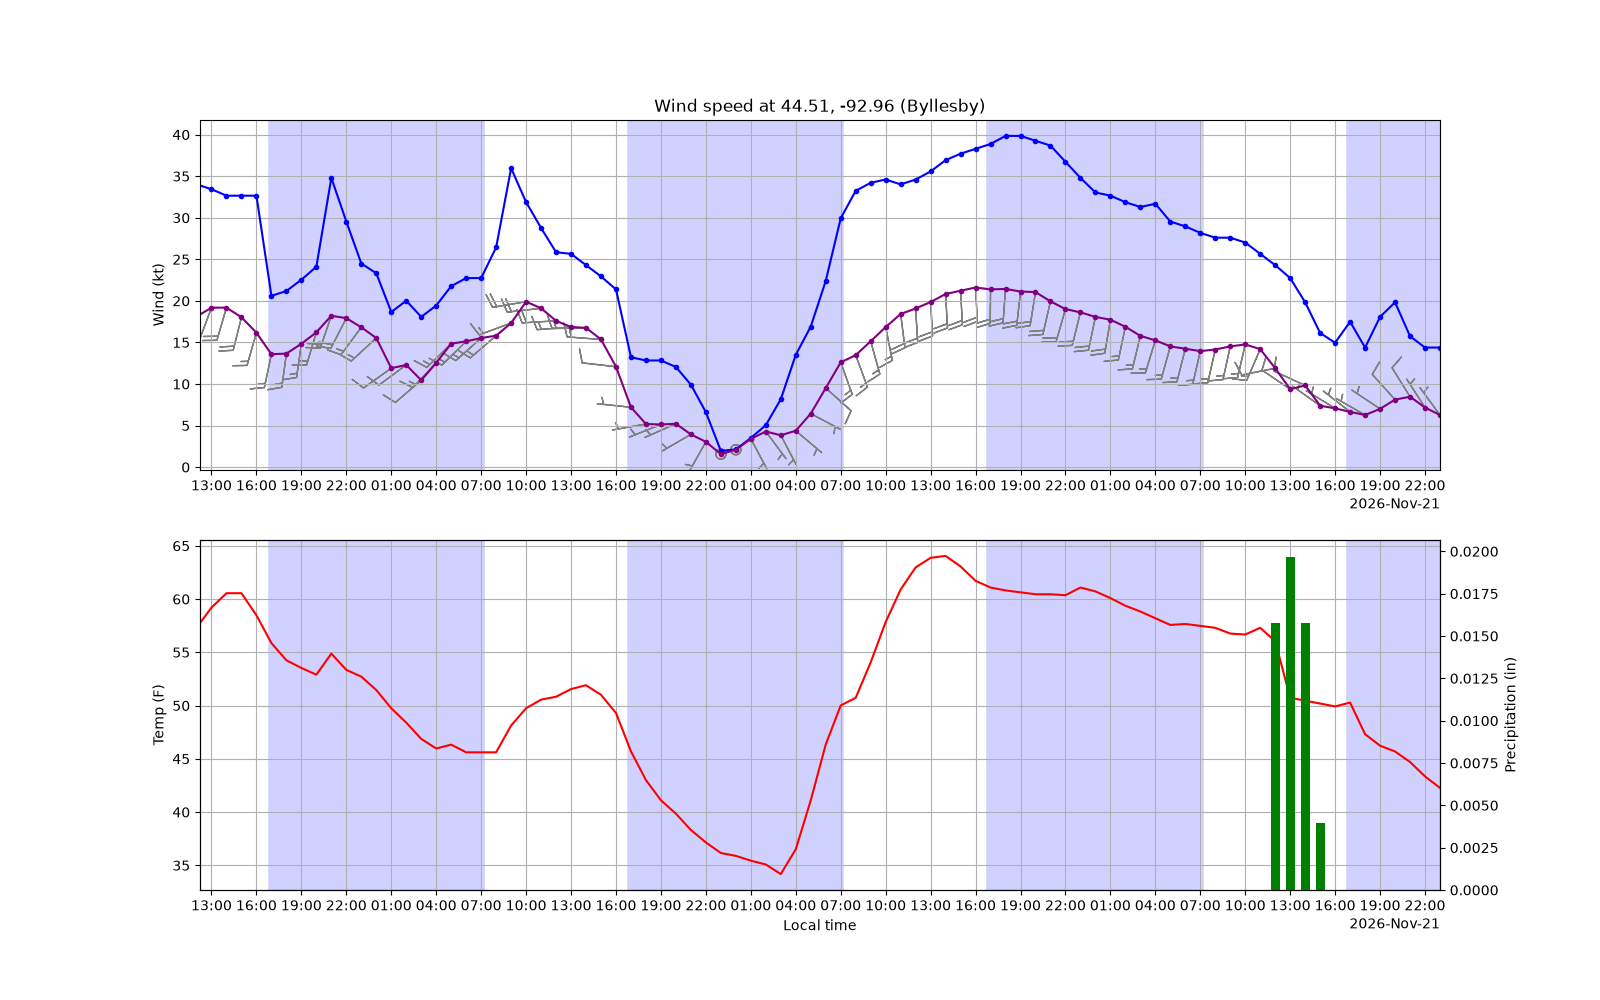 Wind speed at 44.51, -92.96 (Byllesby)
40
35
30
25
20
15
10
5
0
Wind (kt)
13:00 16:00 19:00 22:00 01:00 04:00 07:00 10:00 13:00 16:00 19:00 22:00 01:00 04:00 07:00 10:00 13:00 16:00 19:00 22:00 01:00 04:00 07:00 10:00 13:00 16:00 19:00 22:00
2026-Nov-21
65
60
55
50
45
40
35
Temp (F)
0.0200
0.0175
0.0150
0.0125
0.0100
0.0075
0.0050
0.0025
0.0000
Precipitation (in)
13:00 16:00 19:00 22:00 01:00 04:00 07:00 10:00 13:00 16:00 19:00 22:00 01:00 04:00 07:00 10:00 13:00 16:00 19:00 22:00 01:00 04:00 07:00 10:00 13:00 16:00 19:00 22:00
Local time
2026-Nov-21